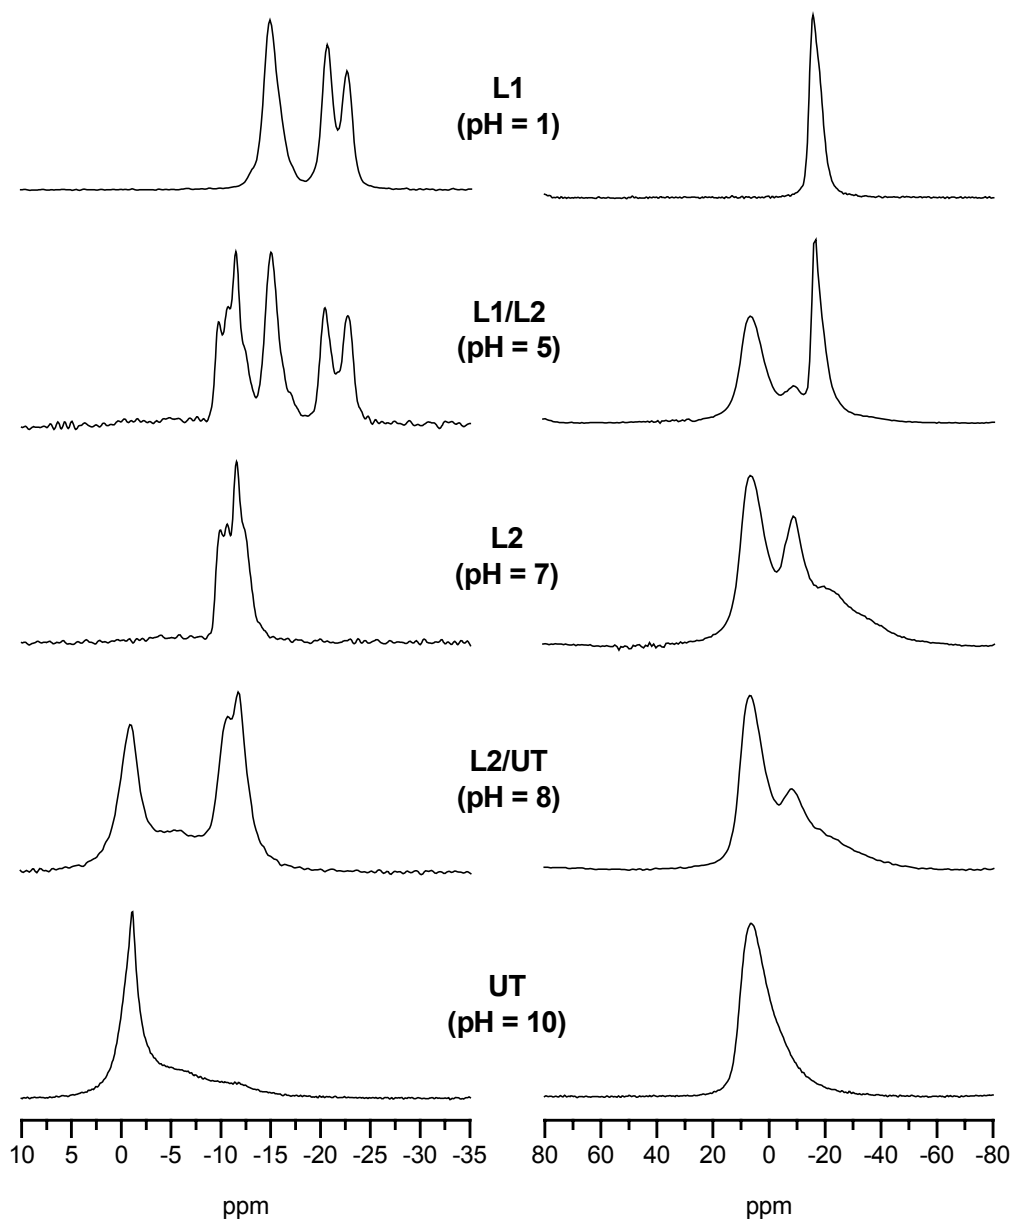 L1
(pH = 1)
L1/L2
(pH = 5)
L2
(pH = 7)
L2/UT
(pH = 8)
UT
(pH = 10)
10 5 0 -5 -10 -15 -20 -25 -30 -35
80 60 40 20 0 -20 -40 -60 -80
ppm
ppm